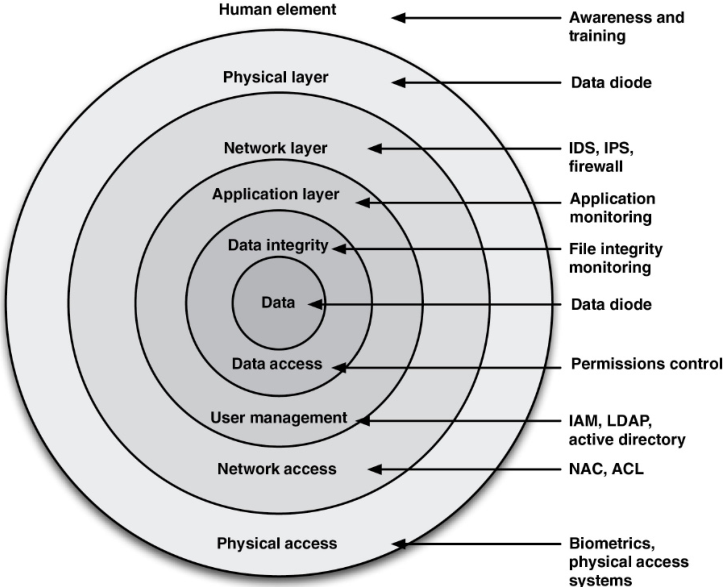 Human element
Awareness and
training
Physical layer
Data diode
Network layer
IDS, IPS,
firewall
Application layer
Application
monitoring
Data integrity
File integrity
monitoring
Data
Data diode
Data access
Permissions control
User management
IAM, LDAP,
active directory
Network access
NAC, ACL
Physical access
Biometrics,
physical access
systems